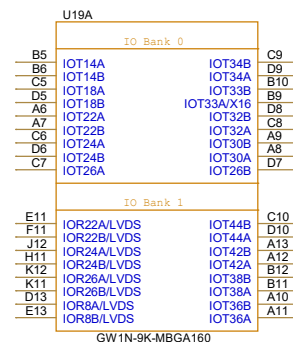 U19A
IO Bank 0
B5 IOT14A IOT34B C9
B6 IOT14B IOT34A D9
C5 IOT18A IOT33B B10
D5 IOT18B IOT33A/X16 B9
A6 IOT22A IOT32B D8
A7 IOT22B IOT32A C8
C6 IOT24A IOT30B A9
D6 IOT24B IOT30A A8
C7 IOT26A IOT26B D7
IO Bank 1
E11 IOR22A/LVDS IOT44B C10
F11 IOR22B/LVDS IOT44A D10
J12 IOR24A/LVDS IOT42B A13
H11 IOR24B/LVDS IOT42A A12
K12 IOR26A/LVDS IOT38B B12
K11 IOR26B/LVDS IOT38A B11
D13 IOR8A/LVDS IOT36B A10
E13 IOR8B/LVDS IOT36A A11
GW1N-9K-MBGA160